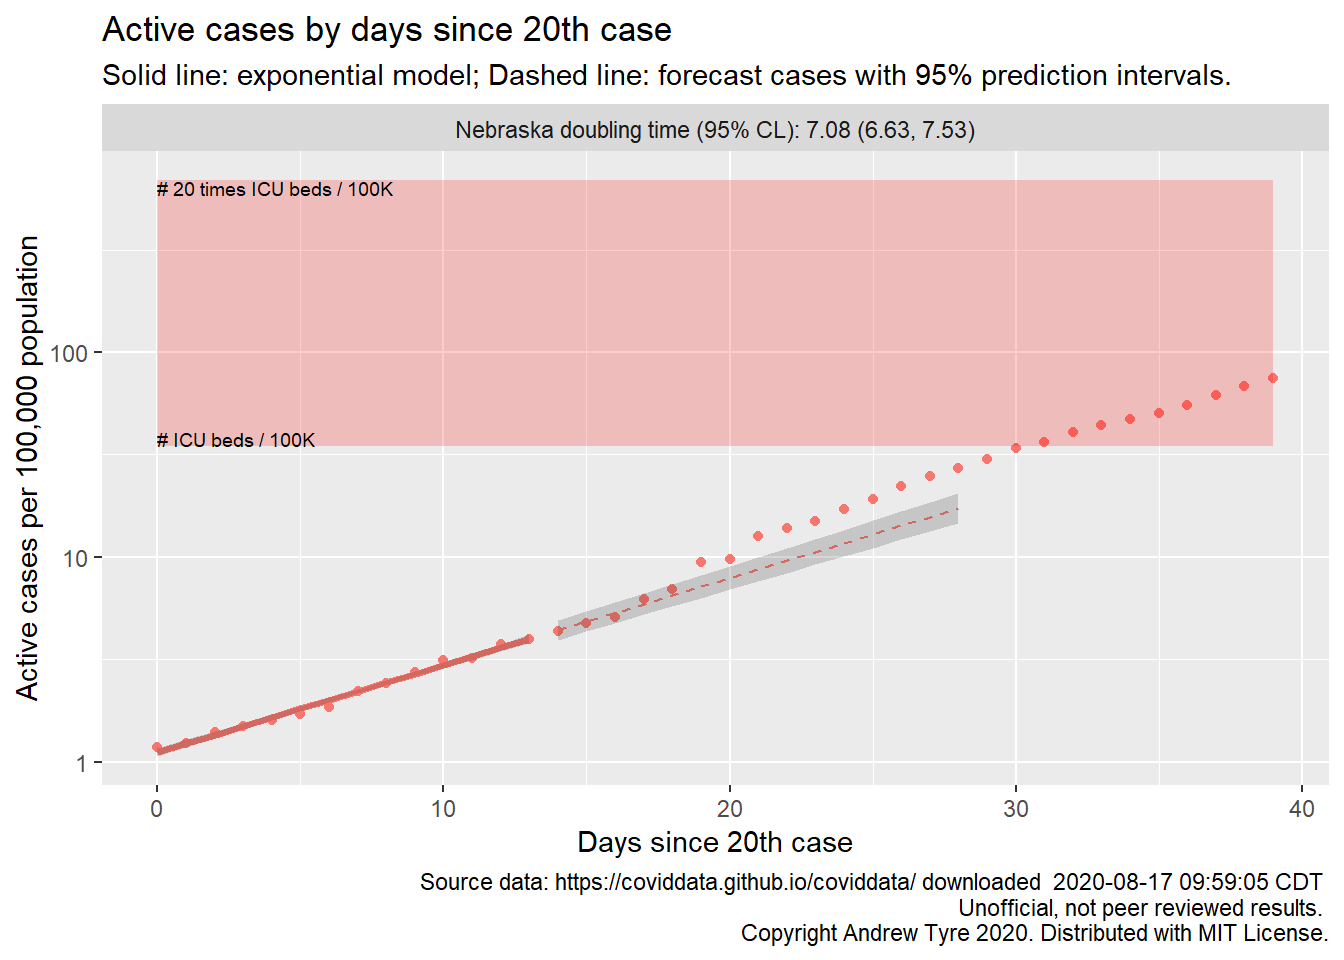 Active cases by days since 20th case
Solid line: exponential model; Dashed line: forecast cases with 95% prediction intervals.
Nebraska doubling time (95% CL): 7.08 (6.63, 7.53)
# 20 times ICU beds / 100K
# ICU beds / 100K
Active cases per 100,000 population
100
10
1
0
10
20
30
40
Days since 20th case
Source data: https://coviddata.github.io/coviddata/ downloaded  2020-08-17 09:59:05 CDT
Unofficial, not peer reviewed results.
Copyright Andrew Tyre 2020. Distributed with MIT License.